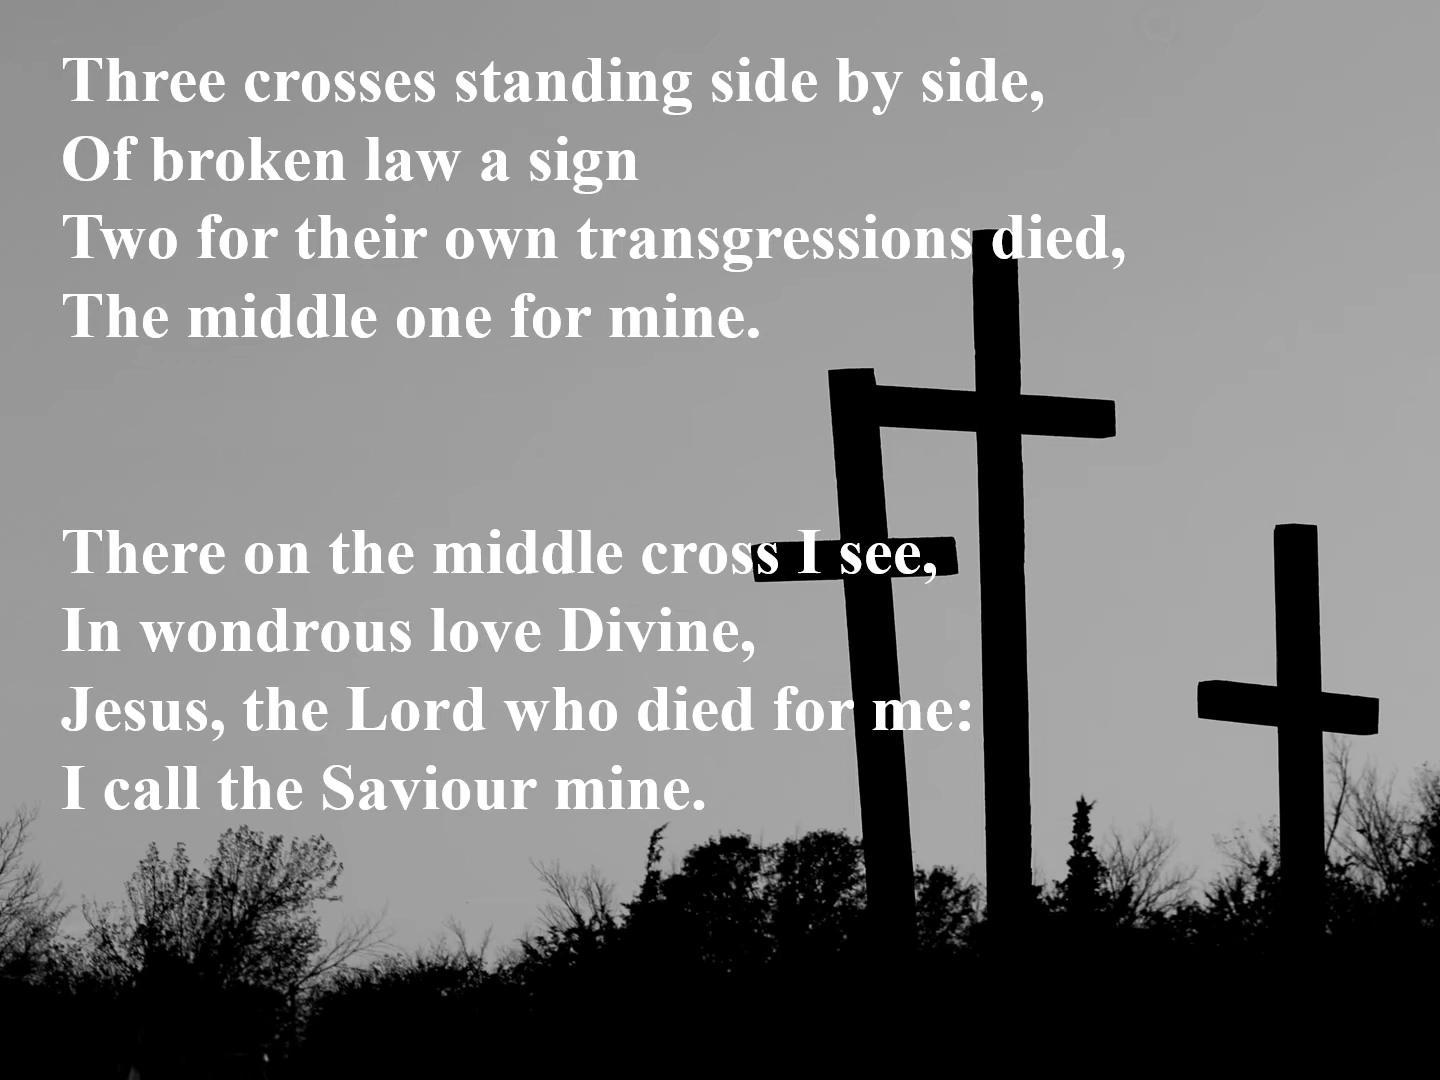 Three crosses standing side by side,
Of broken law a sign
Two for their own transgressions died,
The middle one for mine.
There on the middle cross I see,
In wondrous love Divine,
Jesus, the Lord who died for me:
I call the Saviour mine.